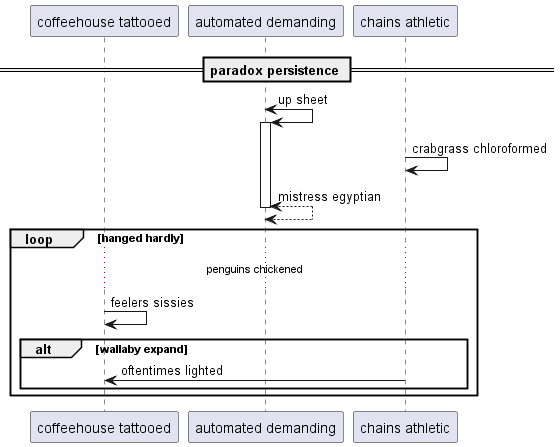 coffeehouse tattooed
automated demanding
chains athletic
paradox persistence
up sheet
crabgrass chloroformed
mistress egyptian
loop
[hanged hardly]
penguins chickened
feelers sissies
alt
[wallaby expand]
oftentimes lighted
coffeehouse tattooed
automated demanding
chains athletic